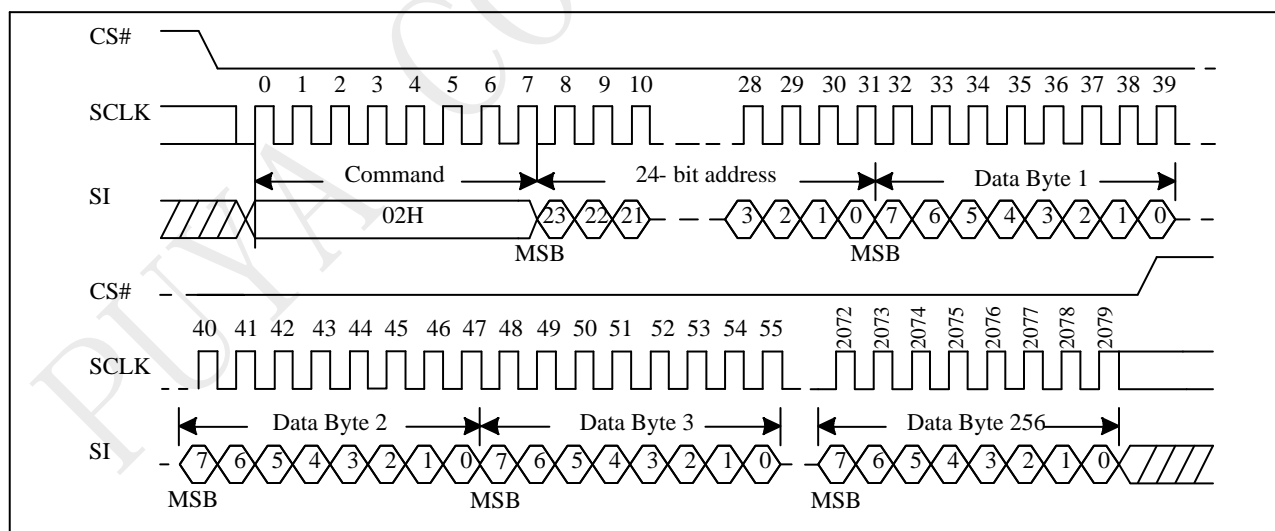 CS#
0 1 2 3 4 5 6 7 8 9 10 28 29 30 31 32 33 34 35 36 37 38 39
SCLK
Command 24- bit address Data Byte 1
SI
02H 23 22 21 3 2 1 0 7 6 5 4 3 2 1 0
MSB MSB
CS#
40 41 42 43 44 45 46 47 48 49 50 51 52 53 54 55 2072 2073 2074 2075 2076 2077 2078 2079
SCLK
Data Byte 2 Data Byte 3 Data Byte 256
SI
7 6 5 4 3 2 1 0 7 6 5 4 3 2 1 0 7 6 5 4 3 2 1 0
MSB MSB MSB
PUYA CO